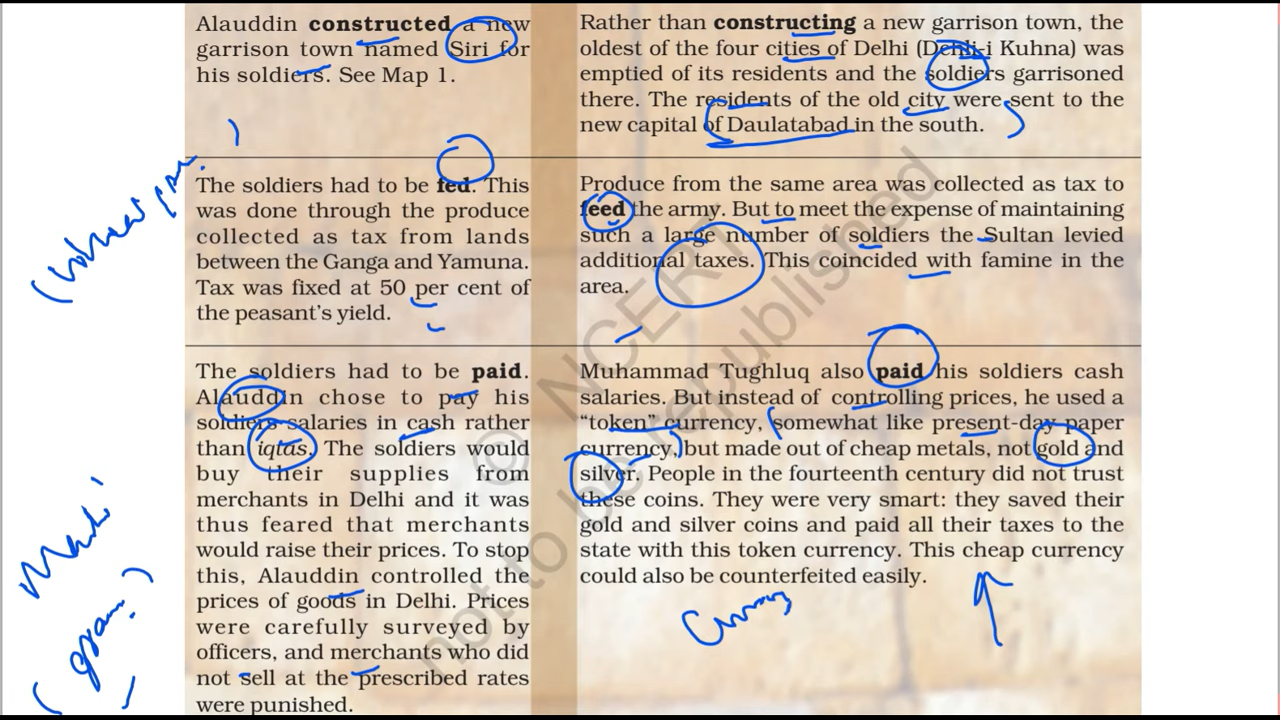 Alauddin constructed a new
garrison town named Siri for
his soldiers. See Map 1.
Rather than constructing a new garrison town, the
oldest of the four cities of Delhi (Dehli-i Kuhna) was
emptied of its residents and the soldiers garrisoned
there. The residents of the old city were sent to the
new capital of Daulatabad in the south.
The soldiers had to be fed. This
was done through the produce
collected as tax from lands
between the Ganga and Yamuna.
Tax was fixed at 50 per cent of
the peasant's yield.
Produce from the same area was collected as tax to
feed the army. But to meet the expense of maintaining
such a large number of soldiers the Sultan levied
additional taxes. This coincided with famine in the
area.
The soldiers had to be paid.
Alauddin chose to pay his
soldiers salaries in cash rather
than iqtas. The soldiers would
buy their supplies from
merchants in Delhi and it was
thus feared that merchants
would raise their prices. To stop
this, Alauddin controlled the
prices of goods in Delhi. Prices
were carefully surveyed by
officers, and merchants who did
not sell at the prescribed rates
were punished.
Muhammad Tughluq also paid his soldiers cash
salaries. But instead of controlling prices, he used a
"token" currency, somewhat like present-day paper
currency, but made out of cheap metals, not gold and
silver. People in the fourteenth century did not trust
these coins. They were very smart: they saved their
gold and silver coins and paid all their taxes to the
state with this token currency. This cheap currency
could also be counterfeited easily.
© NCERT
not to be republished